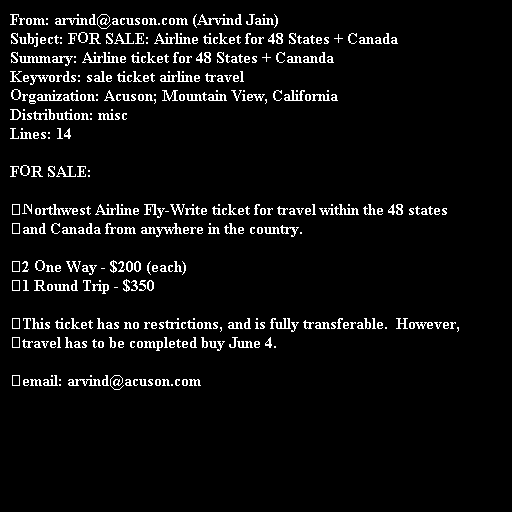 From: arvind@acuson.com (Arvind Jain)
Subject: FOR SALE: Airline ticket for 48 States + Canada
Summary: Airline ticket for 48 States + Cananda
Keywords: sale ticket airline travel
Organization: Acuson; Mountain View, California
Distribution: misc
Lines: 14

FOR SALE:

Northwest Airline Fly-Write ticket for travel within the 48 states
and Canada from anywhere in the country.

2 One Way - $200 (each)
1 Round Trip - $350

This ticket has no restrictions, and is fully transferable.  However,
travel has to be completed buy June 4.

email: arvind@acuson.com